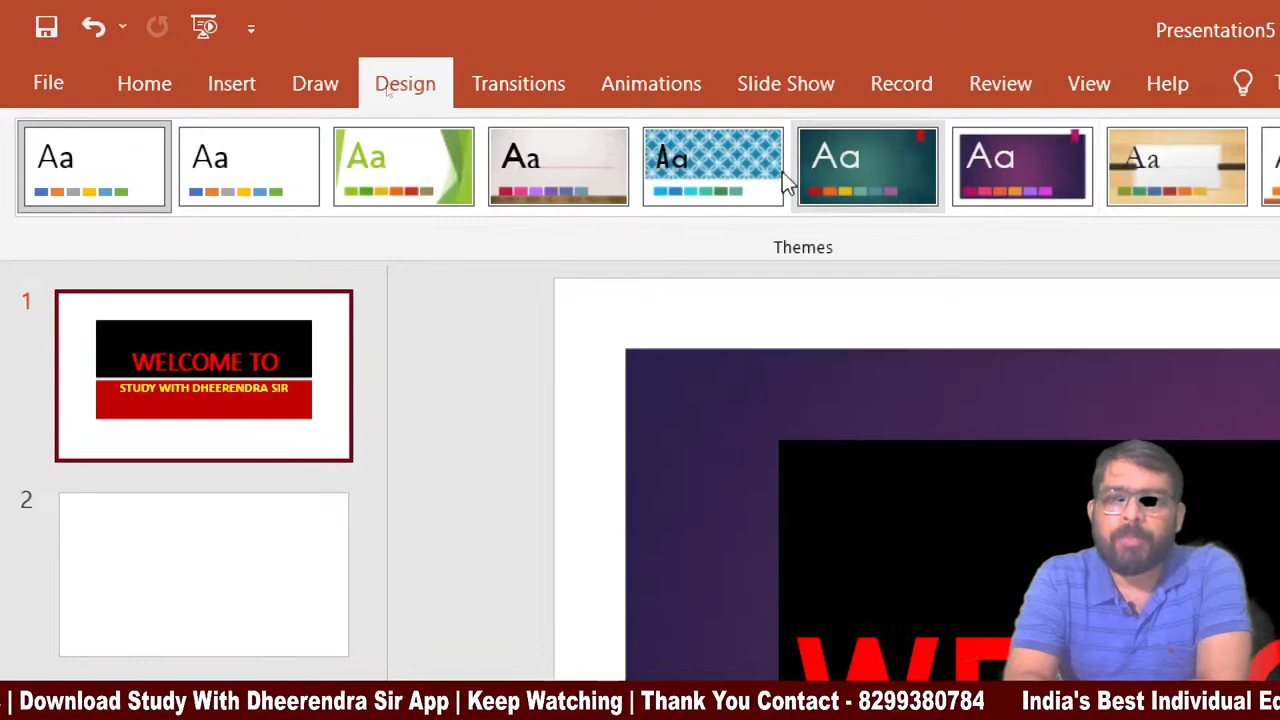 Presentation5
File Home Insert Draw Design Transitions Animations Slide Show Record Review View Help
Aa Aa Aa Aa Aa Aa Aa Aa
Themes
1
WELCOME TO
STUDY WITH DHEERENDRA SIR
2
| Download Study With Dheerendra Sir App | Keep Watching | Thank You Contact - 8299380784 India's Best Individual